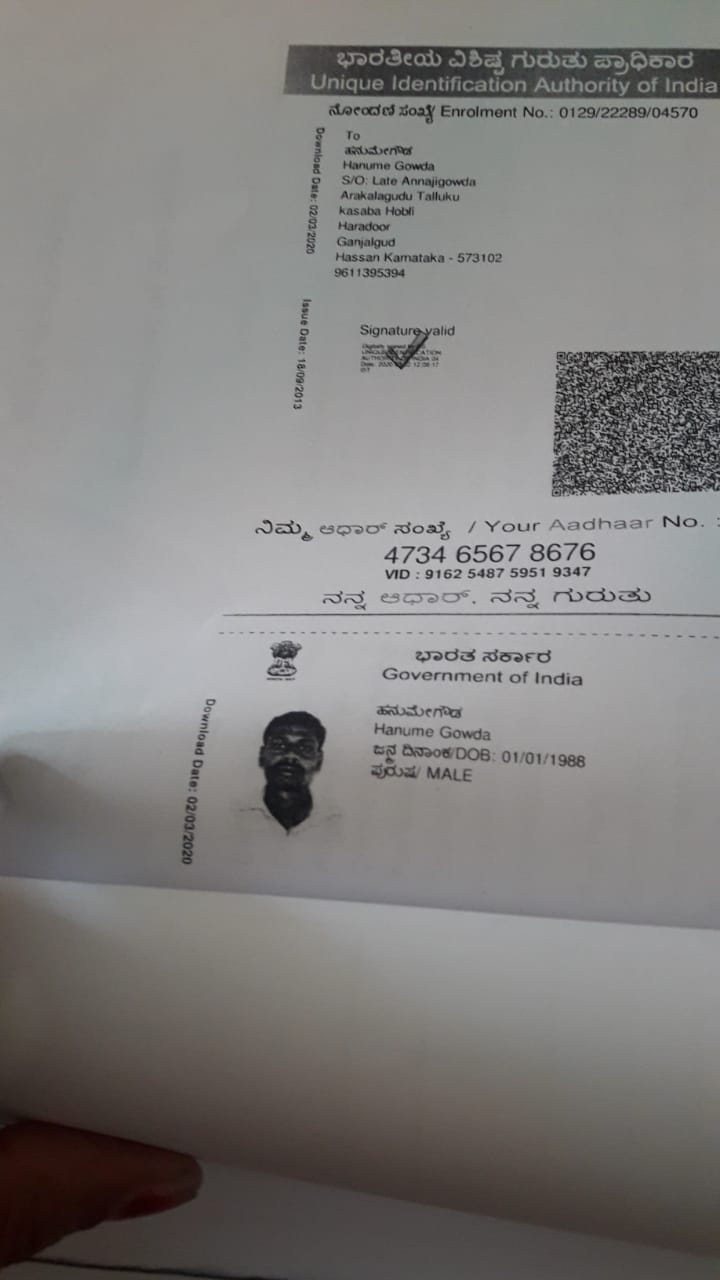 ಭಾರತೀಯ ವಿಶಿಷ್ಟ ಗುರುತು ಪ್ರಾಧಿಕಾರ
Unique Identification Authority of India
ನೋಂದಣಿ ಸಂಖ್ಯೆ/ Enrolment No.: 0129/22289/04570
To
ಹನುಮೇಗೌಡ
Hanume Gowda
S/O: Late Annajigowda
Arakalagudu Talluku
kasaba Hobli
Haradoor
Ganjalgud
Hassan Karnataka - 573102
9611395394
Download Date: 02/03/2020
Issue Date: 18/09/2013
Signature valid
ನಿಮ್ಮ ಆಧಾರ್ ಸಂಖ್ಯೆ / Your Aadhaar No. :
4734 6567 8676
VID : 9162 5487 5951 9347
ನನ್ನ ಆಧಾರ್, ನನ್ನ ಗುರುತು
ಭಾರತ ಸರ್ಕಾರ
Government of India
Download Date: 02/03/2020
ಹನುಮೇಗೌಡ
Hanume Gowda
ಜನ್ಮ ದಿನಾಂಕ/DOB: 01/01/1988
ಪುರುಷ/ MALE